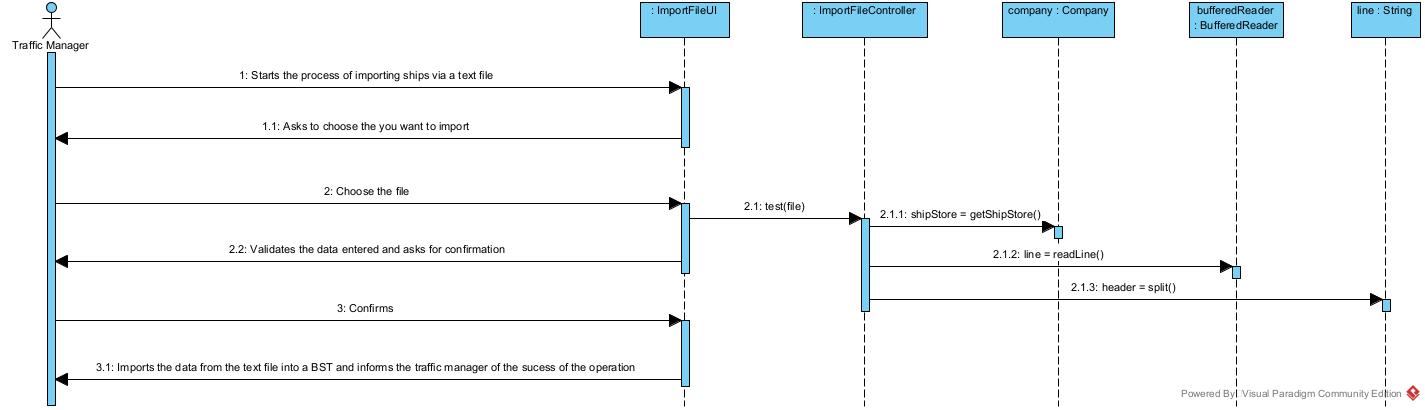 Traffic Manager
: ImportFileUI
: ImportFileController
company : Company
bufferedReader
: BufferedReader
line : String
1: Starts the process of importing ships via a text file
1.1: Asks to choose the you want to import
2: Choose the file
2.1: test(file)
2.1.1: shipStore = getShipStore()
2.2: Validates the data entered and asks for confirmation
2.1.2: line = readLine()
2.1.3: header = split()
3: Confirms
3.1: Imports the data from the text file into a BST and informs the traffic manager of the sucess of the operation
Powered By: Visual Paradigm Community Edition